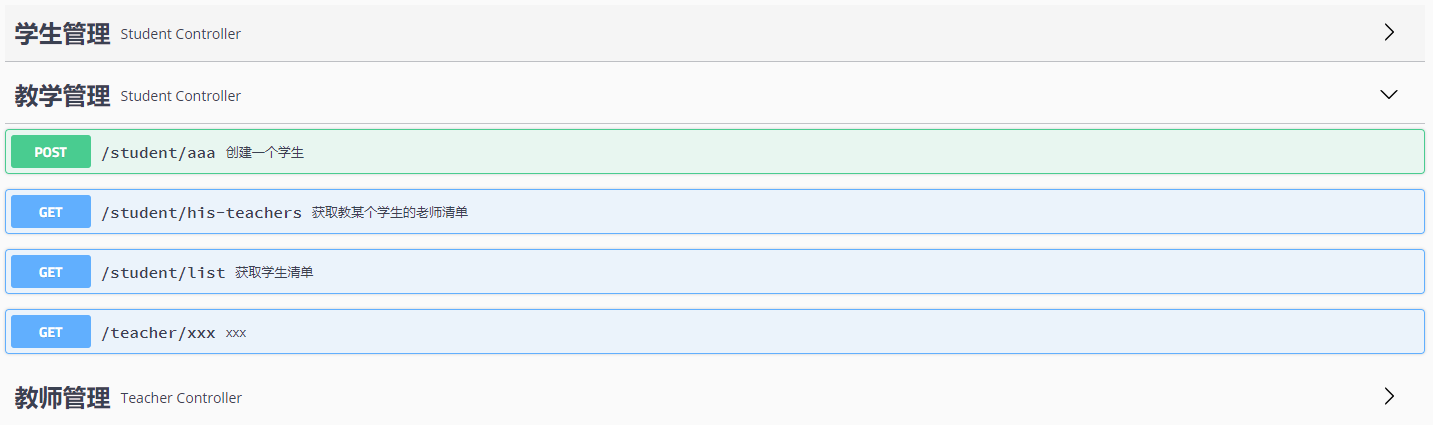 学生管理 Student Controller
教学管理 Student Controller
POST /student/aaa 创建一个学生
GET /student/his-teachers 获取教某个学生的老师清单
GET /student/list 获取学生清单
GET /teacher/xxx xxx
教师管理 Teacher Controller